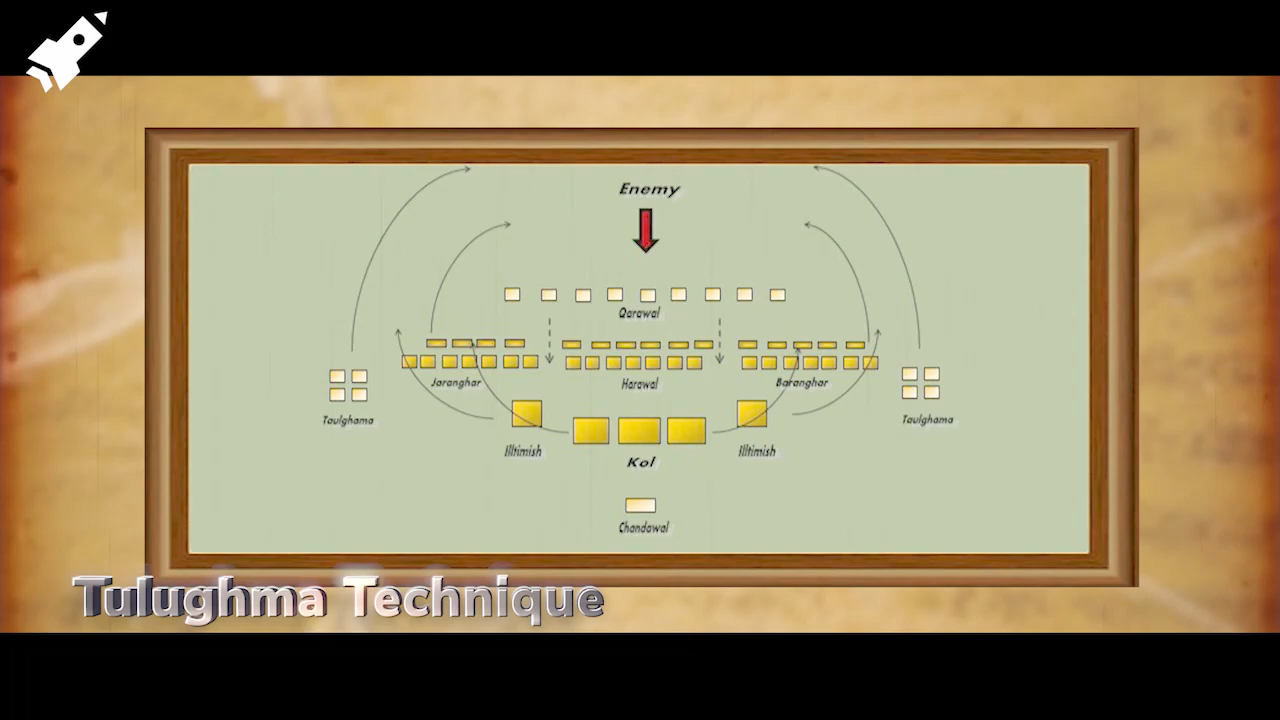 Enemy
Qarawal
Jaranghar
Harawal
Baranghar
Taulghama
Taulghama
Illtimish
Illtimish
Kol
Chandawal
Tulughma Technique